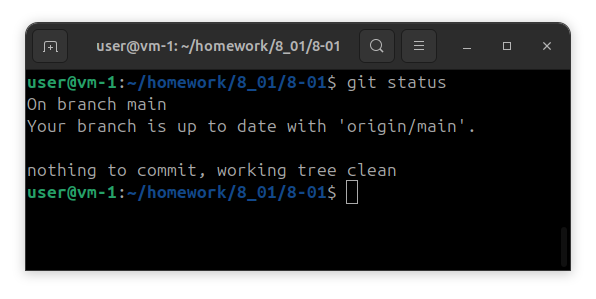 user@vm-1: ~/homework/8_01/8-01
user@vm-1:~/homework/8_01/8-01$ git status
On branch main
Your branch is up to date with 'origin/main'.
nothing to commit, working tree clean
user@vm-1:~/homework/8_01/8-01$